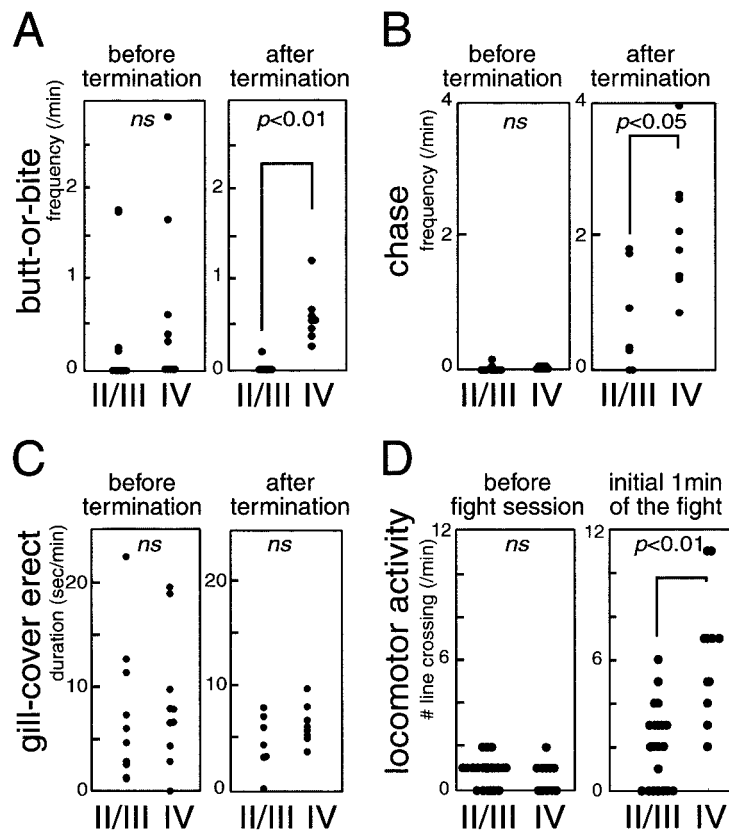 A
before
termination
after
termination
butt-or-bite
frequency (/min)
ns
p<0.01
2
1
0
2
1
0
II/III IV
II/III IV
B
before
termination
after
termination
chase
frequency (/min)
ns
p<0.05
4
2
0
4
2
0
II/III IV
II/III IV
C
before
termination
after
termination
gill-cover erect
duration (sec/min)
ns
ns
20
10
0
20
10
0
II/III IV
II/III IV
D
before
fight session
initial 1min
of the fight
locomotor activity
# line crossing (/min)
ns
p<0.01
12
6
0
12
6
0
II/III IV
II/III IV